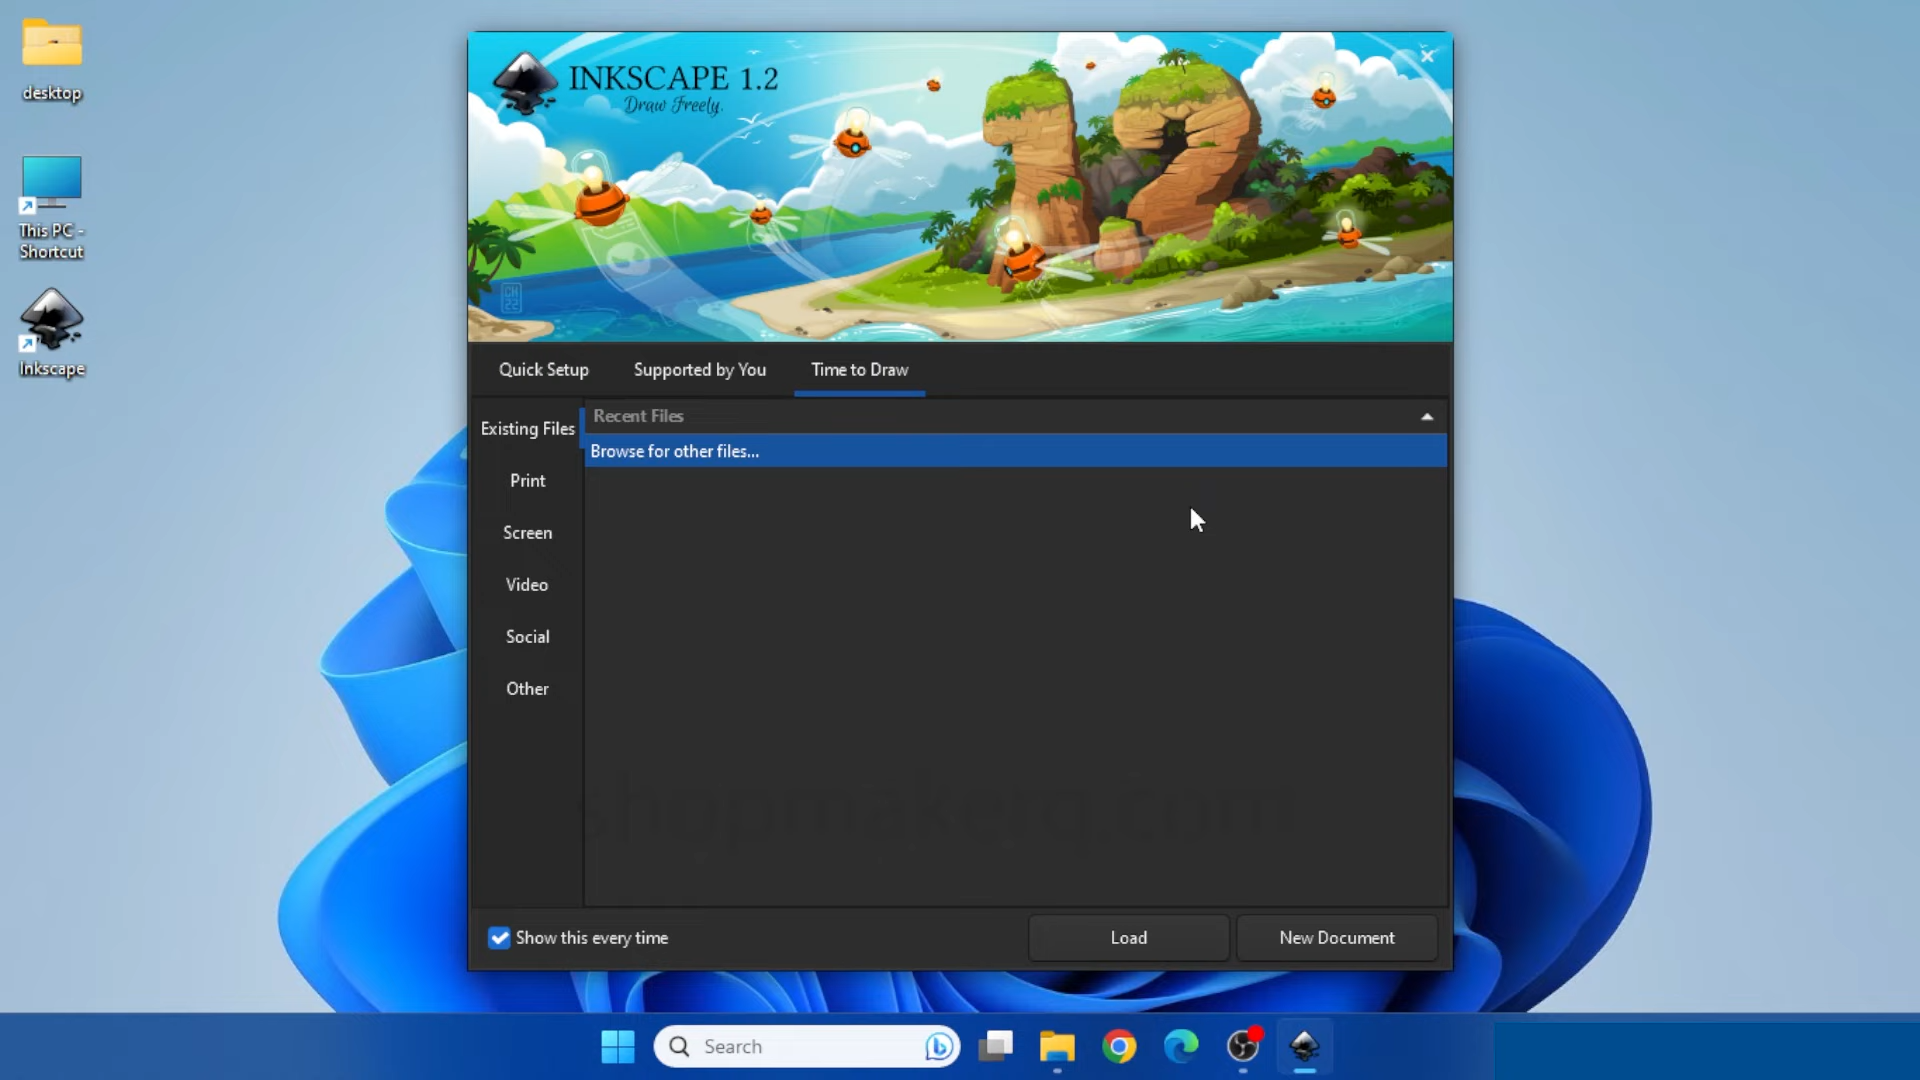 desktop
This PC -
Shortcut
Inkscape
INKSCAPE 1.2
Draw Freely.
CH
22
Quick Setup
Supported by You
Time to Draw
Existing Files
Recent Files
Browse for other files...
Print
Screen
Video
Social
Other
Show this every time
Load
New Document
Search